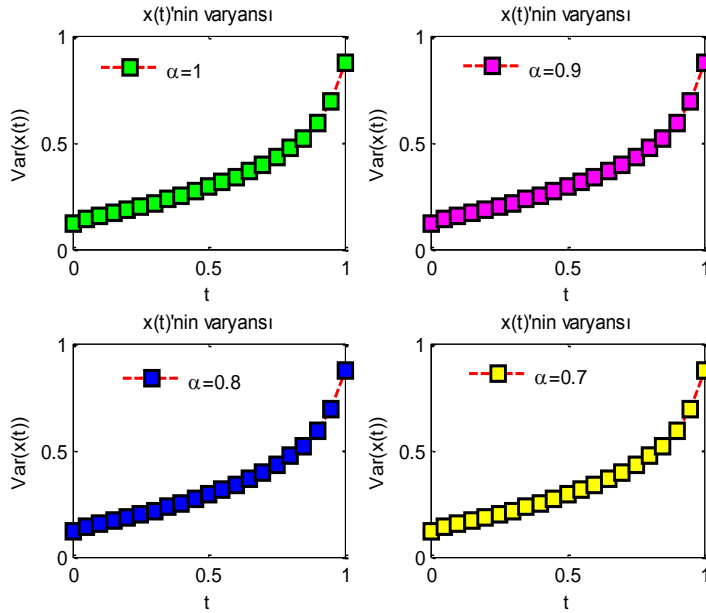 x(t)'nin varyansı
α=1
Var(x(t))
1
0.5
0
0
0.5
1
t
x(t)'nin varyansı
α=0.9
Var(x(t))
1
0.5
0
0
0.5
1
t
x(t)'nin varyansı
α=0.8
Var(x(t))
1
0.5
0
0
0.5
1
t
x(t)'nin varyansı
α=0.7
Var(x(t))
1
0.5
0
0
0.5
1
t